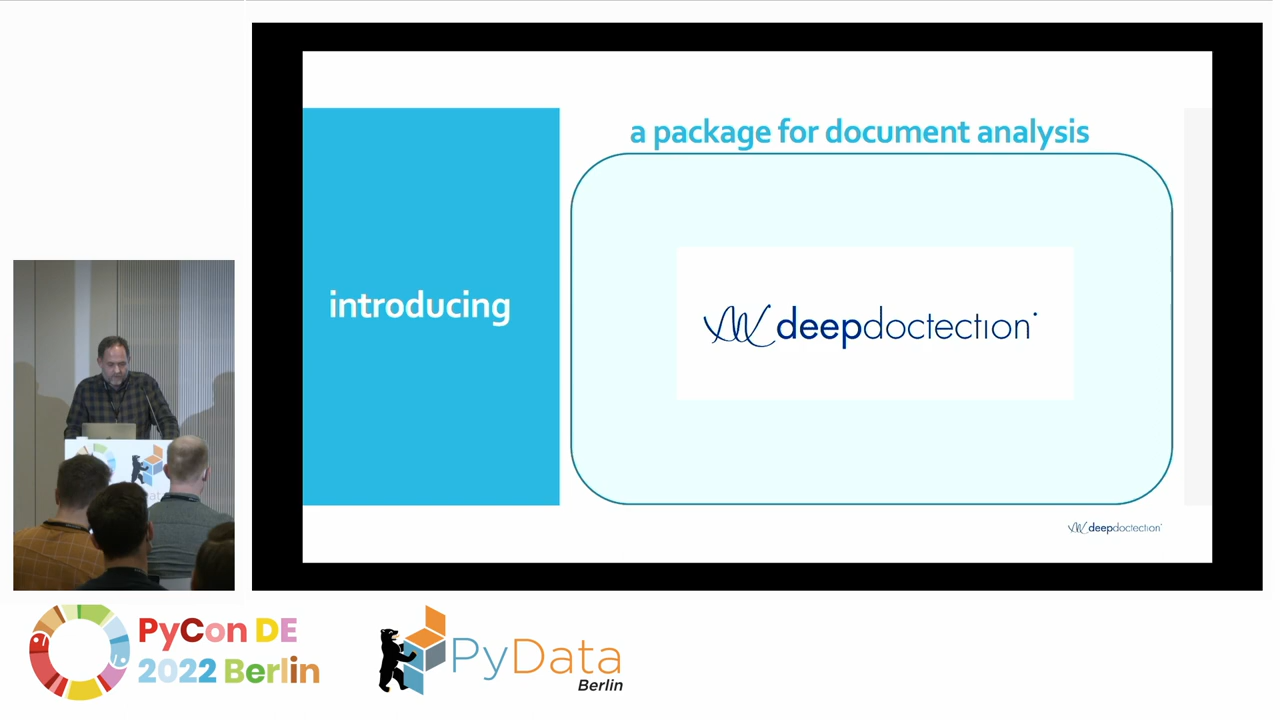 a package for document analysis
introducing
deepdoctection
deepdoctection
PyCon DE
2022 Berlin
PyData
Berlin